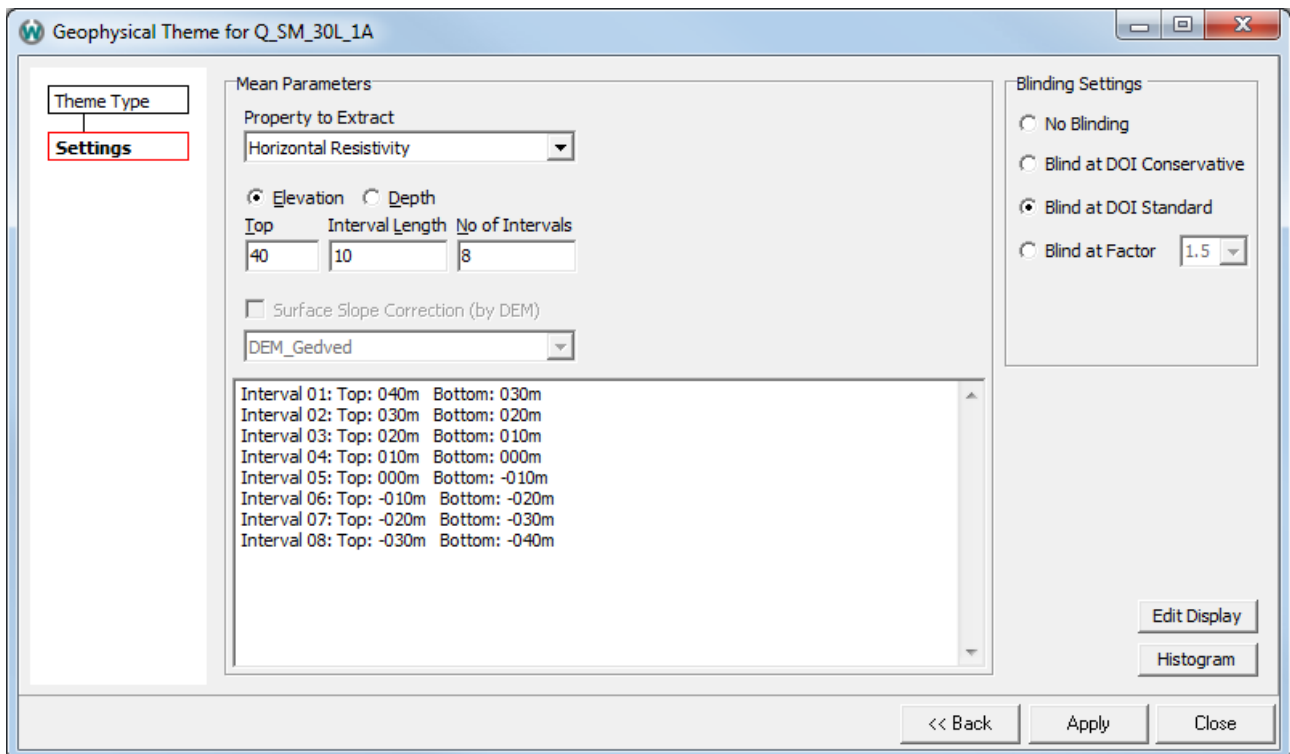 Geophysical Theme for Q_SM_30L_1A
Theme Type
Settings
Mean Parameters
Property to Extract
Horizontal Resistivity
Elevation Depth
Top Interval Length No of Intervals
40 10 8
Surface Slope Correction (by DEM)
DEM_Gedved
Interval 01: Top: 040m Bottom: 030m
Interval 02: Top: 030m Bottom: 020m
Interval 03: Top: 020m Bottom: 010m
Interval 04: Top: 010m Bottom: 000m
Interval 05: Top: 000m Bottom: -010m
Interval 06: Top: -010m Bottom: -020m
Interval 07: Top: -020m Bottom: -030m
Interval 08: Top: -030m Bottom: -040m
Blinding Settings
No Blinding
Blind at DOI Conservative
Blind at DOI Standard
Blind at Factor 1.5
Edit Display
Histogram
<< Back Apply Close